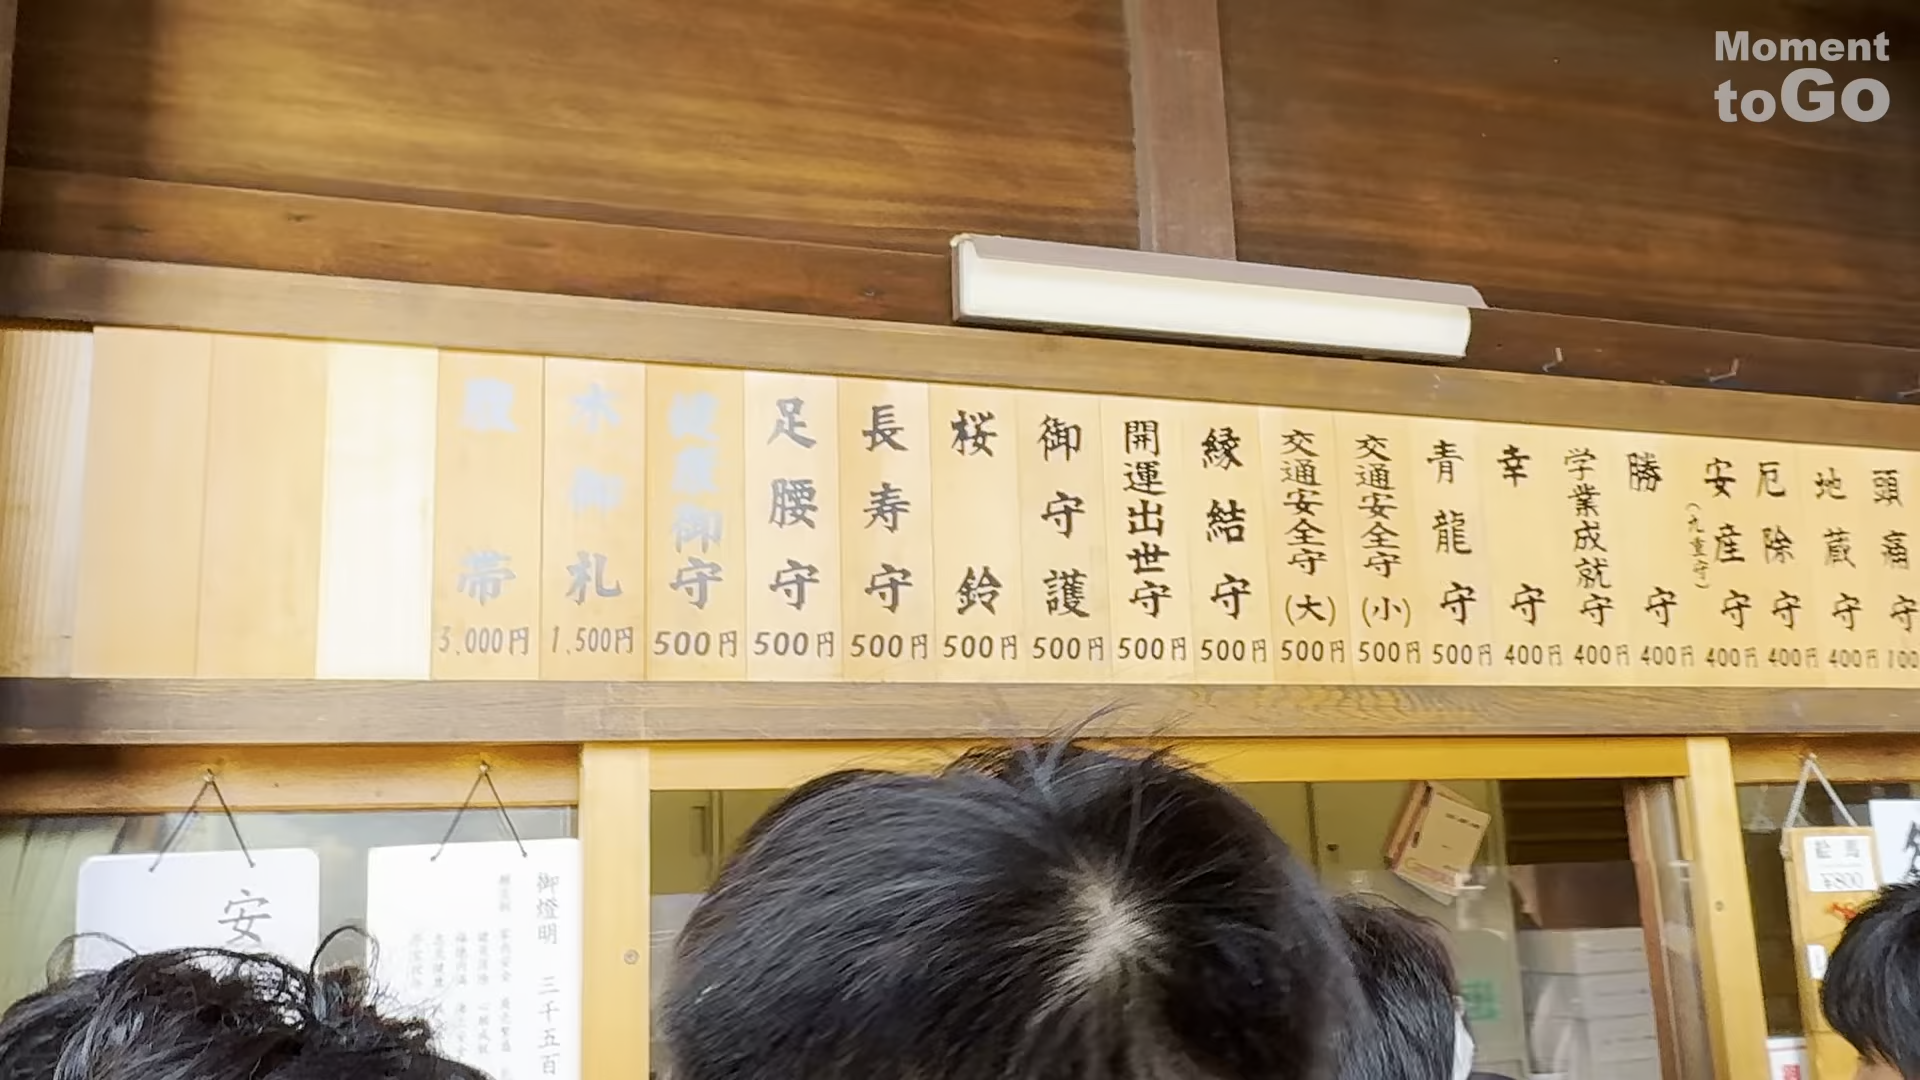 Moment
toGo
頭痛守 100
地蔵守 400円
厄除守 400円
安産守 (九重守) 400円
勝守 400円
学業成就守 400円
幸守 400円
青龍守 500円
交通安全守(小) 500円
交通安全守(大) 500円
縁結守 500円
開運出世守 500円
御守護 500円
桜鈴 500円
長寿守 500円
足腰守 500円
健康御守 500円
木御札 1,500円
腹帯 3,000円
安
御燈明 三千五百
絵馬
¥800